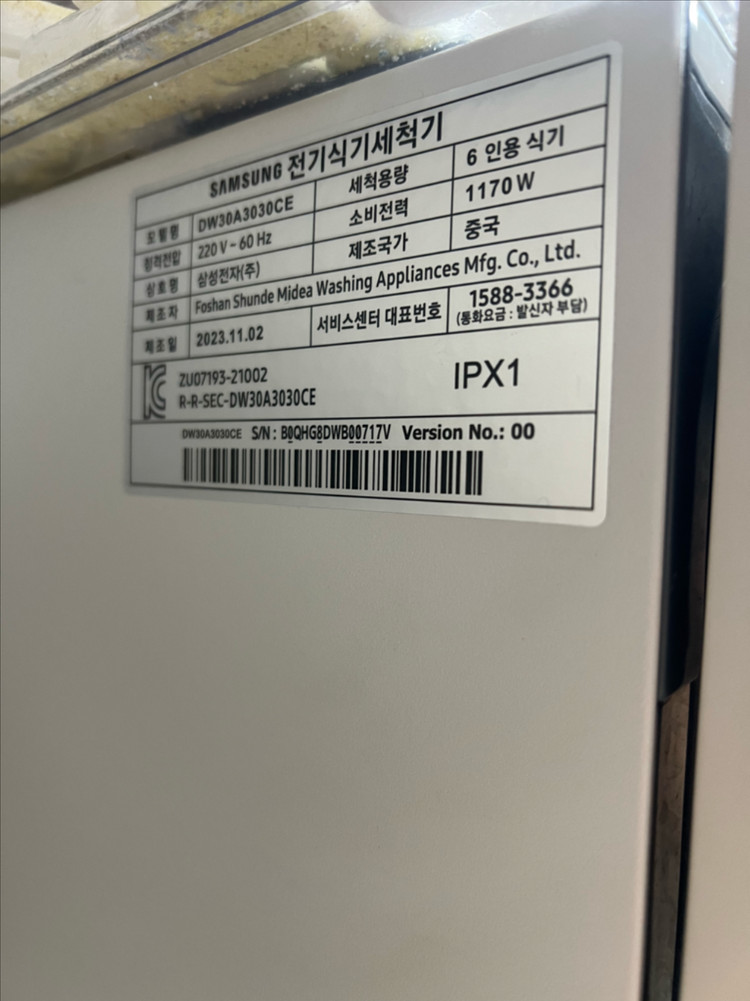 SAMSUNG 전기식기세척기
모델명 DW30A3030CE 세척용량 6 인용 식기
정격전압 220 V ~ 60 Hz 소비전력 1170 W
상호명 삼성전자(주) 제조국가 중국
제조자 Foshan Shunde Midea Washing Appliances Mfg. Co., Ltd.
제조일 2023.11.02 서비스센터 대표번호 1588-3366
(통화요금 : 발신자 부담)
ZU07193-21002
R-R-SEC-DW30A3030CE
IPX1
DW30A3030CE S/N : B0QHG8DWB00717V Version No.: 00